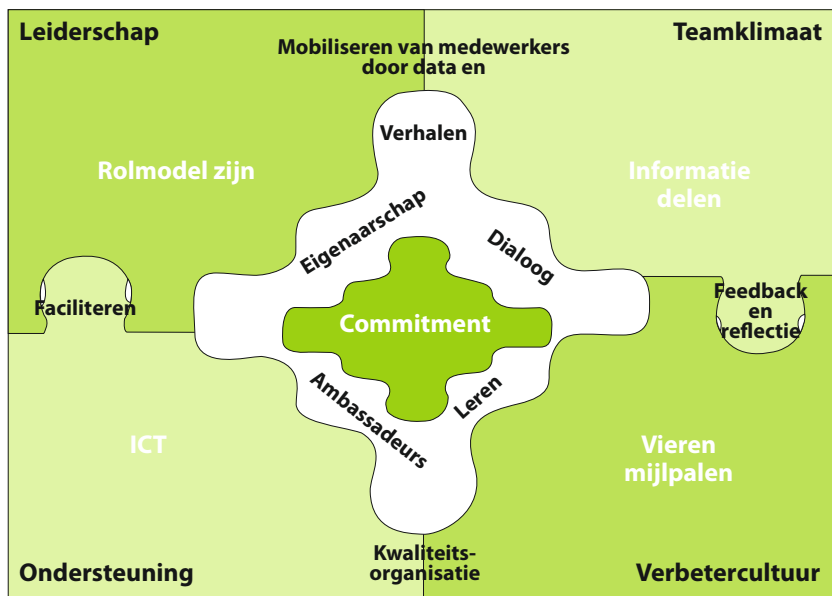 Leiderschap
Teamklimaat
Mobiliseren van medewerkers
door data en
Verhalen
Rolmodel zijn
Informatie
delen
Eigenaarschap
Dialoog
Faciliteren
Feedback
en
reflectie
Commitment
Ambassadeurs
Leren
ICT
Vieren
mijlpalen
Kwaliteits-
organisatie
Ondersteuning
Verbetercultuur